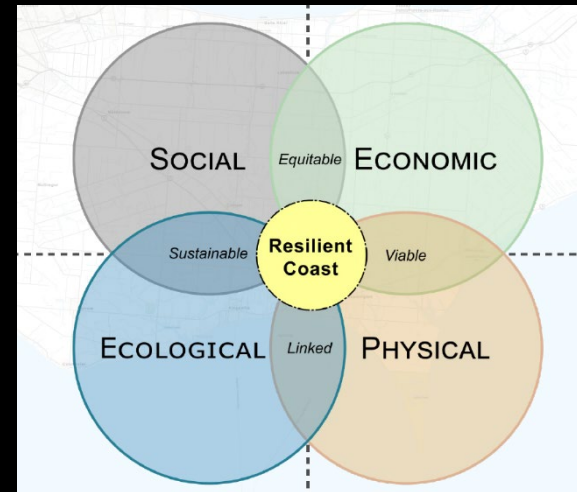 SOCIAL
Equitable
ECONOMIC
Sustainable
Resilient
Coast
Viable
ECOLOGICAL
Linked
PHYSICAL